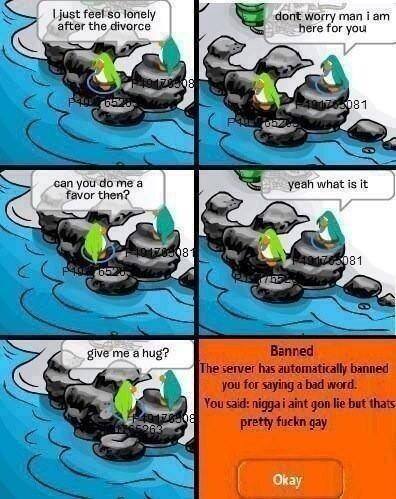 I just feel so lonely
after the divorce
dont worry man i am
here for you
P49176081
can you do me a
favor then?
yeah what is it
give me a hug?
Banned
The server has automatically banned
you for saying a bad word.
You said: nigga i aint gon lie but thats
pretty fuckn gay
Okay